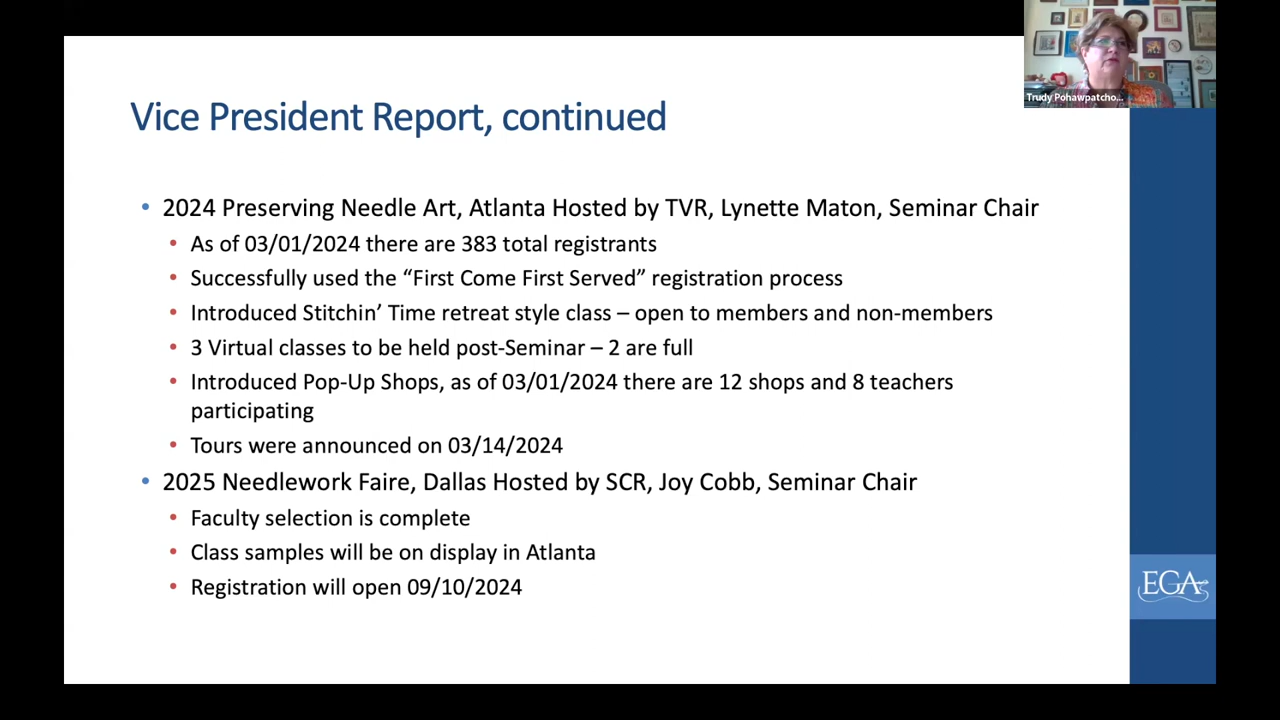 Trudy Pohawpatcho...
Vice President Report, continued
• 2024 Preserving Needle Art, Atlanta Hosted by TVR, Lynette Maton, Seminar Chair
• As of 03/01/2024 there are 383 total registrants
• Successfully used the “First Come First Served” registration process
• Introduced Stitchin’ Time retreat style class – open to members and non-members
• 3 Virtual classes to be held post-Seminar – 2 are full
• Introduced Pop-Up Shops, as of 03/01/2024 there are 12 shops and 8 teachers
participating
• Tours were announced on 03/14/2024
• 2025 Needlework Faire, Dallas Hosted by SCR, Joy Cobb, Seminar Chair
• Faculty selection is complete
• Class samples will be on display in Atlanta
• Registration will open 09/10/2024
EGA